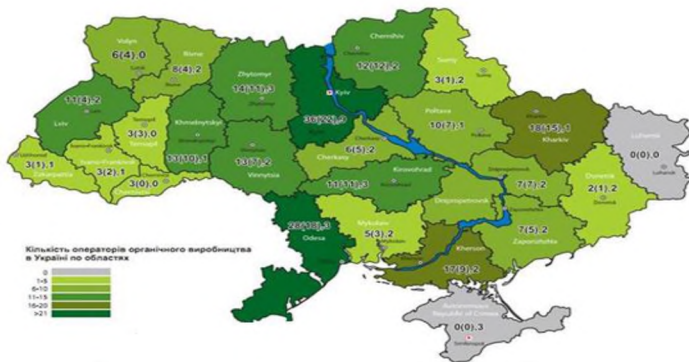 Volyn
6(4),0
Rivne
8(4),2
Zhytomyr
14(11),3
Kyiv
36(22),9
Chernihiv
12(12),2
Sumy
3(1),2
Lviv
11(4),2
Ternopil
3(3),0
Khmelnytskyi
13(10),1
Vinnytsia
13(7),2
Cherkasy
6(5),2
Poltava
10(7),1
Kharkiv
18(15),1
Luhansk
0(0),0
Zakarpattia
3(1),1
Ivano-Frankivsk
3(2),1
3(0),0
Kirovohrad
11(11),3
Dnipropetrovsk
7(7),2
Donetsk
2(1),2
Odesa
Mykolaiv
5(3),2
Kherson
17(9),2
Zaporizhzhia
7(5),2
Autonomous
Republic of Crimea
0(0),3
Simferopol
Кількість операторів органічного виробництва
в Україні по областях
0
1-5
6-10
11-15
16-20
>21